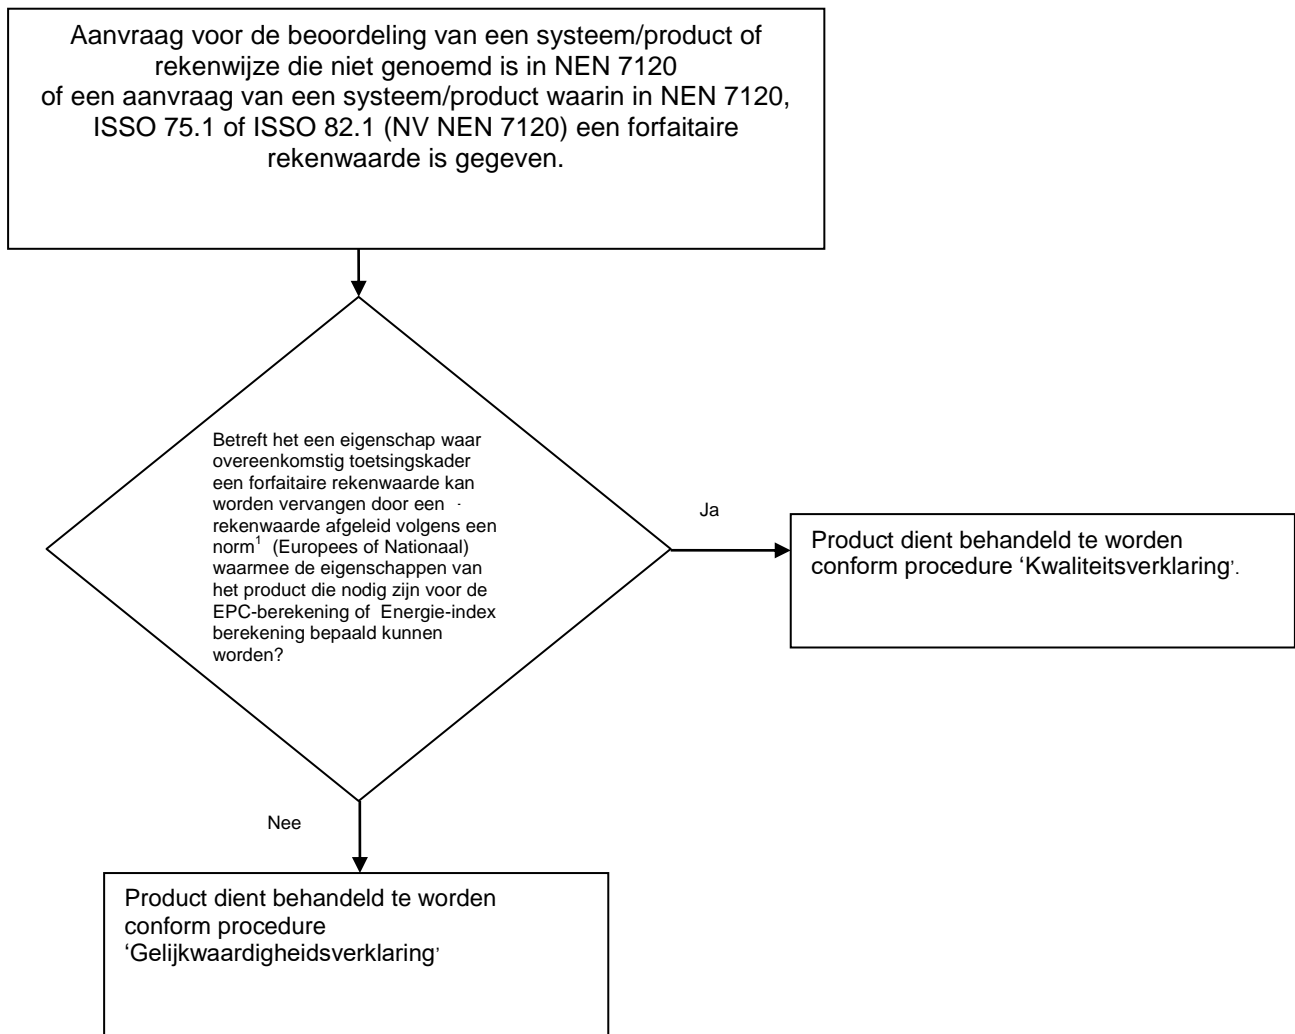 Aanvraag voor de beoordeling van een systeem/product of
rekenwijze die niet genoemd is in NEN 7120
of een aanvraag van een systeem/product waarin in NEN 7120,
ISSO 75.1 of ISSO 82.1 (NV NEN 7120) een forfaitaire
rekenwaarde is gegeven.
Betreft het een eigenschap waar
overeenkomstig toetsingskader
een forfaitaire rekenwaarde kan
worden vervangen door een -
rekenwaarde afgeleid volgens een
norm¹ (Europees of Nationaal)
waarmee de eigenschappen van
het product die nodig zijn voor de
EPC-berekening of Energie-index
berekening bepaald kunnen
worden?
Ja
Product dient behandeld te worden
conform procedure ‘Kwaliteitsverklaring’.
Nee
Product dient behandeld te worden
conform procedure
‘Gelijkwaardigheidsverklaring’